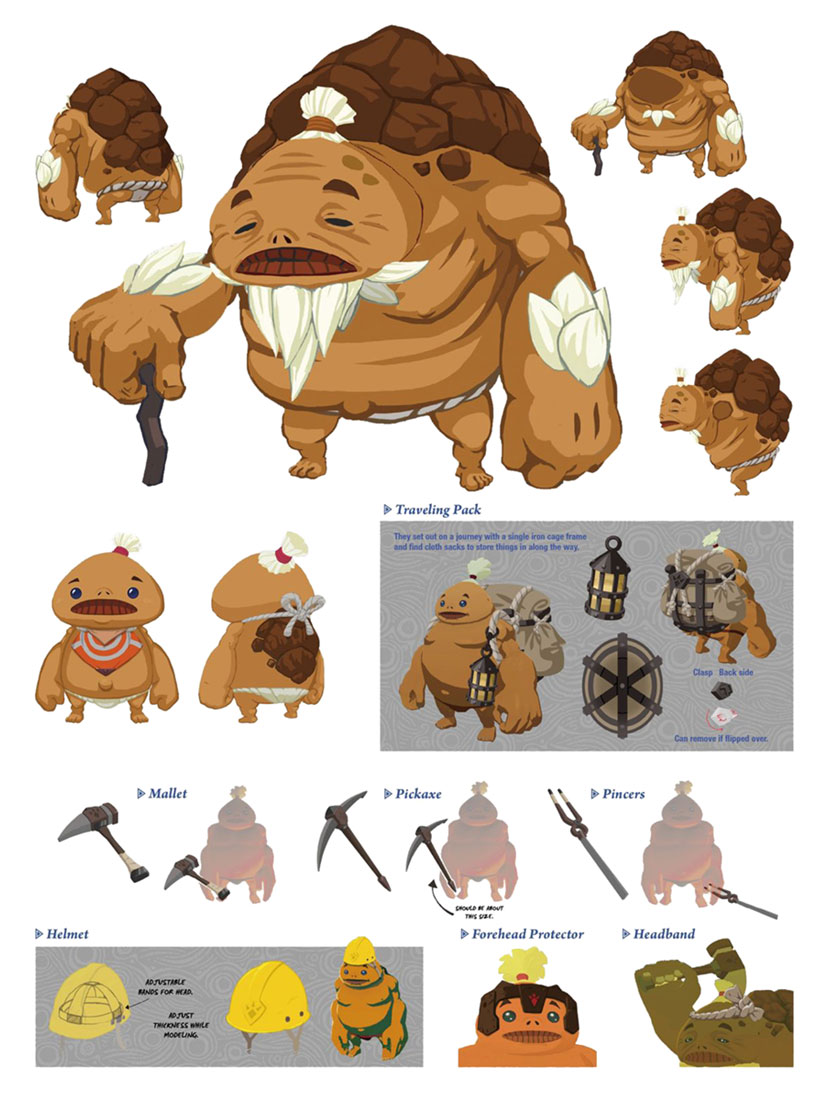 Traveling Pack
They set out on a journey with a single iron cage frame
and find cloth sacks to store things in along the way.
Clasp Back side
Can remove if flipped over.
Mallet
Pickaxe
SHOULD BE ABOUT
THIS SIZE.
Pincers
Helmet
ADJUSTABLE
BANDS FOR HEAD.
ADJUST
THICKNESS WHILE
MODELING.
Forehead Protector
Headband